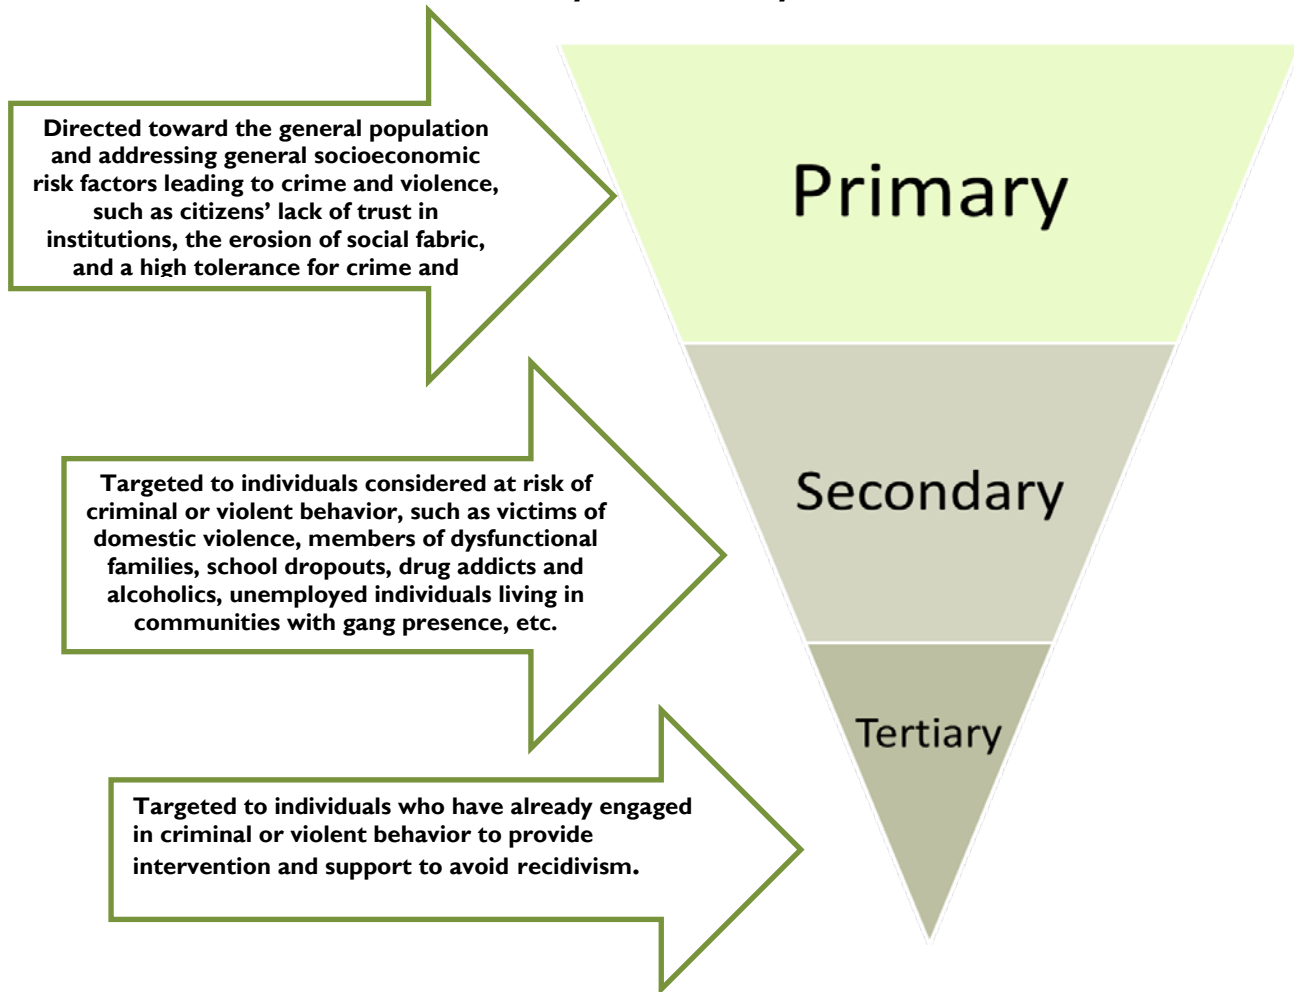 Directed toward the general population
and addressing general socioeconomic
risk factors leading to crime and violence,
such as citizens’ lack of trust in
institutions, the erosion of social fabric,
and a high tolerance for crime and
Primary
Targeted to individuals considered at risk of
criminal or violent behavior, such as victims of
domestic violence, members of dysfunctional
families, school dropouts, drug addicts and
alcoholics, unemployed individuals living in
communities with gang presence, etc.
Secondary
Tertiary
Targeted to individuals who have already engaged
in criminal or violent behavior to provide
intervention and support to avoid recidivism.